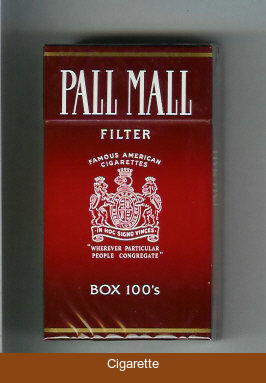 PALL MALL
FILTER
FAMOUS AMERICAN
CIGARETTES
IN HOC SIGNO VINCES
"WHEREVER PARTICULAR
PEOPLE CONGREGATE"
BOX 100's
Cigarette